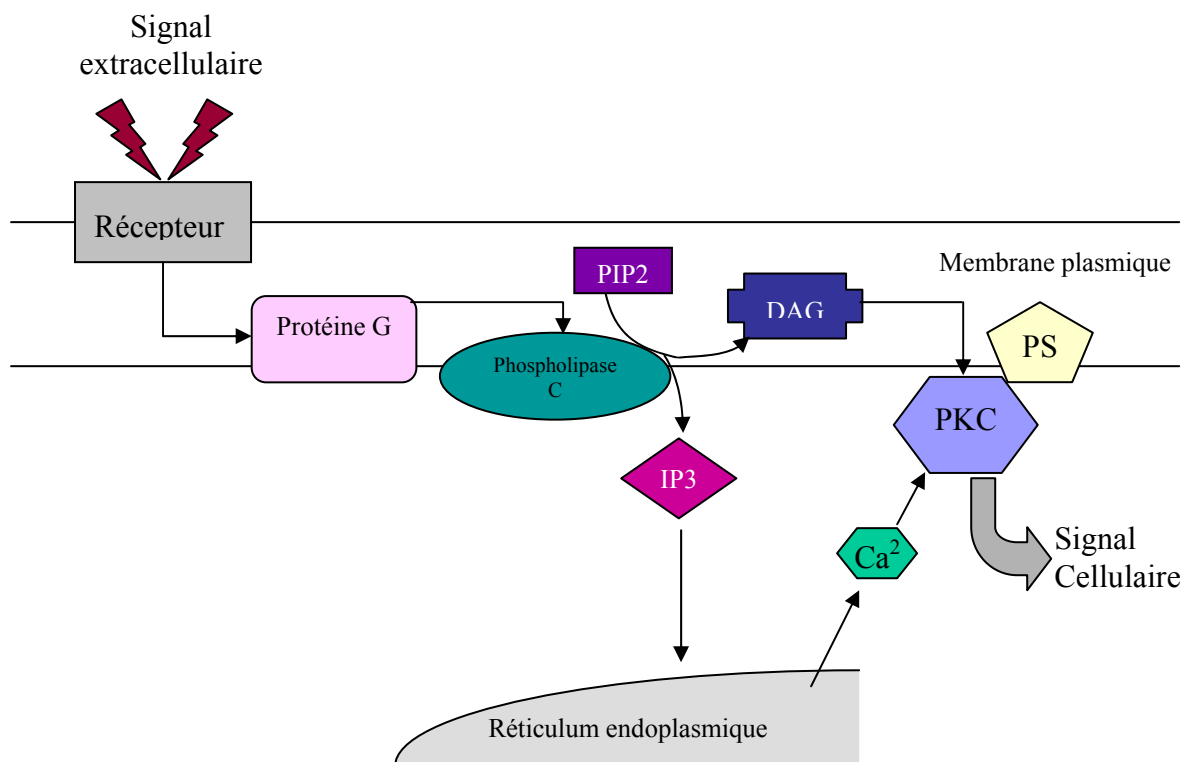 Signal
extracellulaire
Récepteur
PIP2
Membrane plasmique
DAG
Protéine G
PS
Phospholipase
C
PKC
IP3
Ca2
Signal
Cellulaire
Réticulum endoplasmique